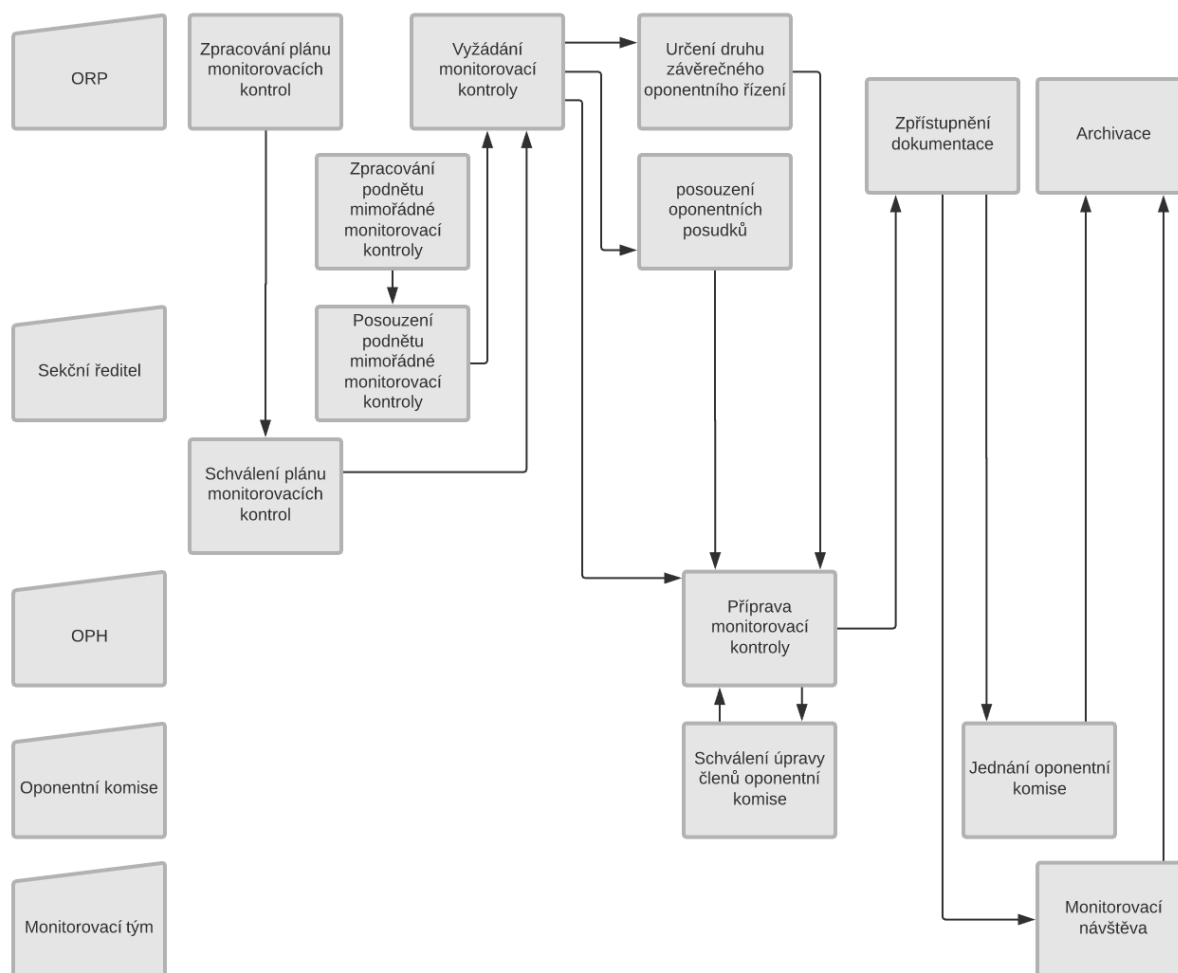 ORP
Zpracování plánu
monitorovacích
kontrol
Vyžádání
monitorovací
kontroly
Určení druhu
závěrečného
oponentního řízení
Zpřístupnění
dokumentace
Archivace
Zpracování
podnětu
mimořádné
monitorovací
kontroly
posouzení
oponentních
posudků
Sekční ředitel
Posouzení
podnětu
mimořádné
monitorovací
kontroly
Schválení plánu
monitorovacích
kontrol
OPH
Příprava
monitorovací
kontroly
Oponentní komise
Schválení úpravy
členů oponentní
komise
Jednání oponentní
komise
Monitorovací tým
Monitorovací
návštěva